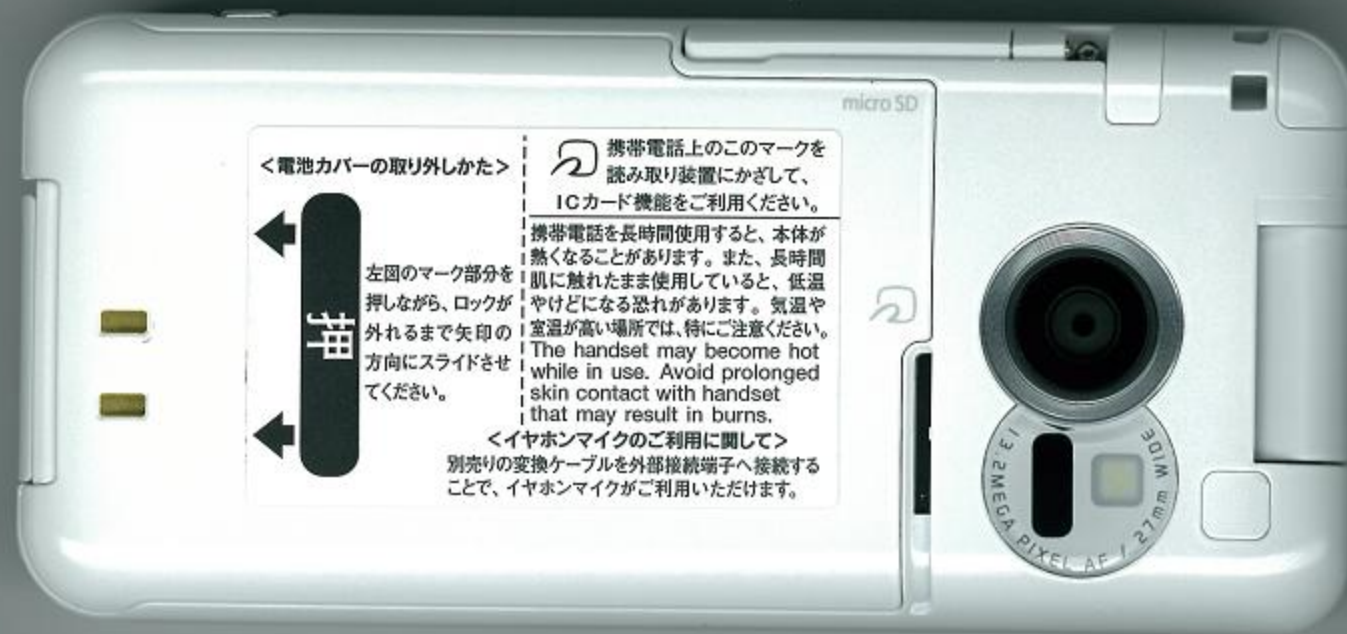 micro SD
<電池カバーの取り外しかた>
押
左図のマーク部分を
押しながら、ロックが
外れるまで矢印の
方向にスライドさせ
てください。
携帯電話上のこのマークを
読み取り装置にかざして、
ICカード機能をご利用ください。
携帯電話を長時間使用すると、本体が
熱くなることがあります。また、長時間
肌に触れたまま使用していると、低温
やけどになる恐れがあります。気温や
室温が高い場所では、特にご注意ください。
The handset may become hot
while in use. Avoid prolonged
skin contact with handset
that may result in burns.
<イヤホンマイクのご利用に関して>
別売りの変換ケーブルを外部接続端子へ接続する
ことで、イヤホンマイクがご利用いただけます。
13.2MEGA PIXEL AF / 27mm WIDE